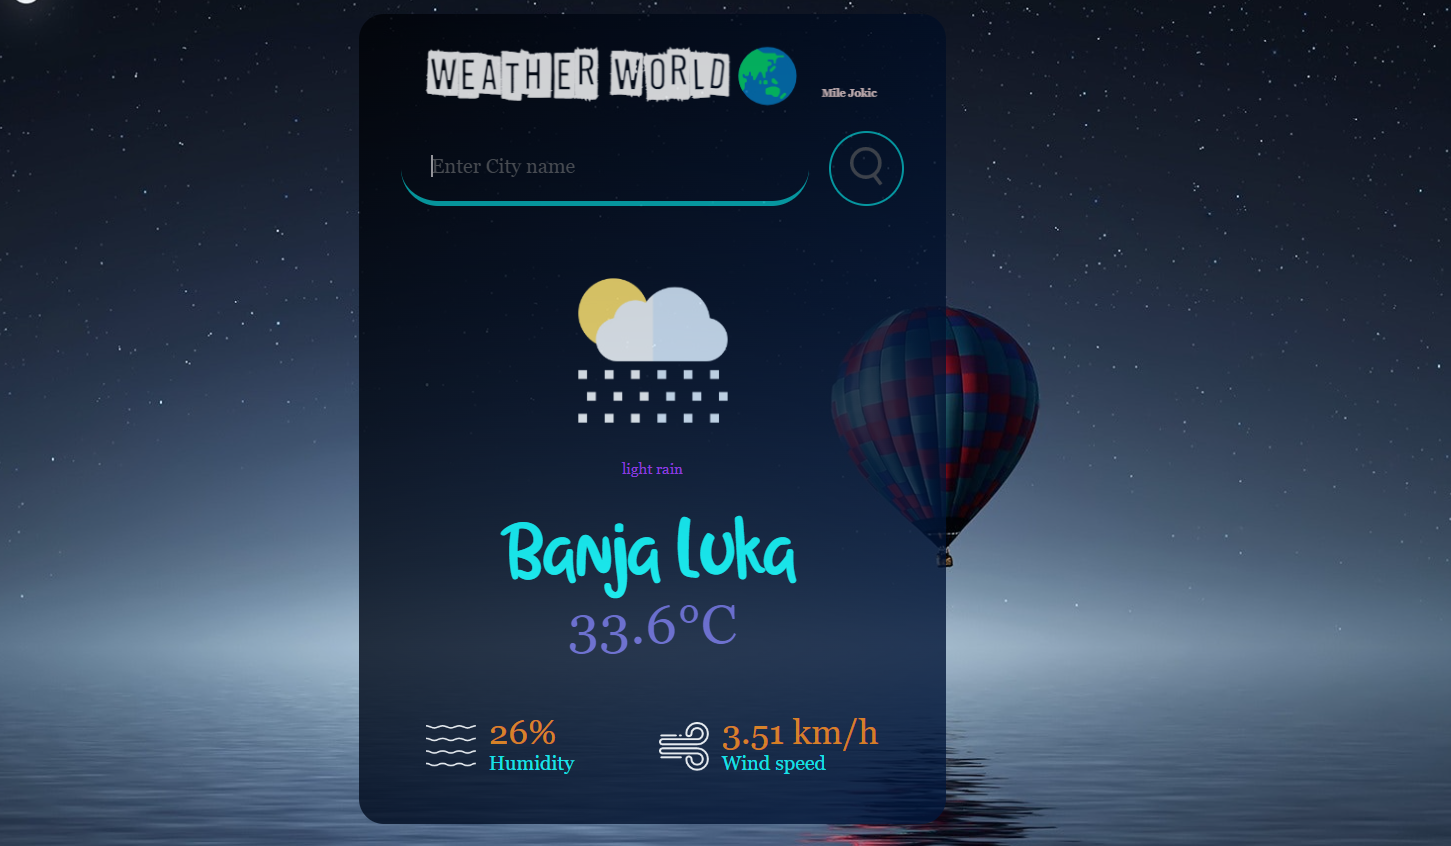 WEATHER WORLD
Mile Jokic
Enter City name
light rain
Banja Luka
33.6°C
26%
Humidity
3.51 km/h
Wind speed